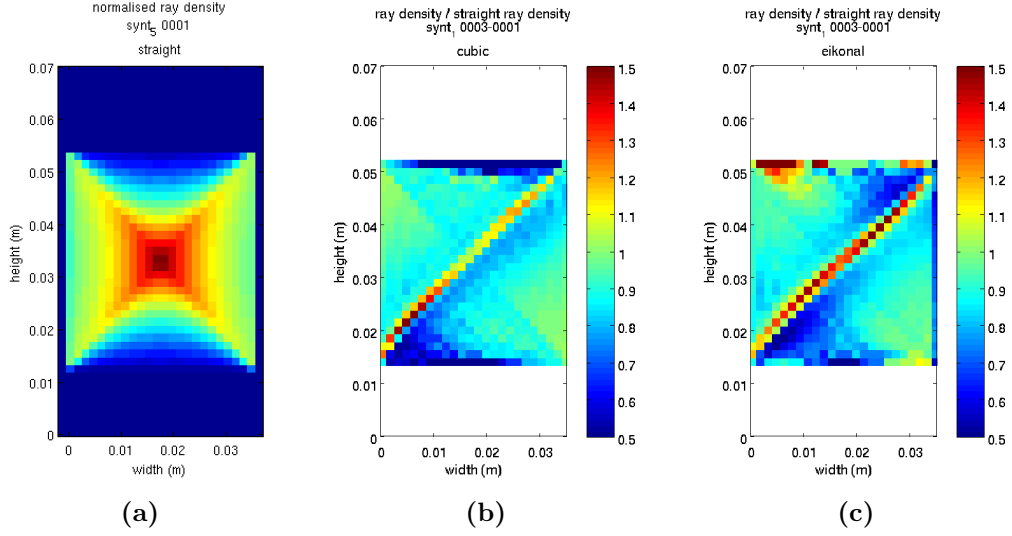 normalised ray density
synt5 0001
straight
0.07
0.06
0.05
0.04
0.03
0.02
0.01
0
height (m)
0 0.01 0.02 0.03
width (m)
(a)
ray density / straight ray density
synt1 0003-0001
cubic
0.07
0.06
0.05
0.04
0.03
0.02
0.01
0
height (m)
0 0.01 0.02 0.03
width (m)
1.5
1.4
1.3
1.2
1.1
1
0.9
0.8
0.7
0.6
0.5
(b)
ray density / straight ray density
synt1 0003-0001
eikonal
0.07
0.06
0.05
0.04
0.03
0.02
0.01
0
height (m)
0 0.01 0.02 0.03
width (m)
1.5
1.4
1.3
1.2
1.1
1
0.9
0.8
0.7
0.6
0.5
(c)